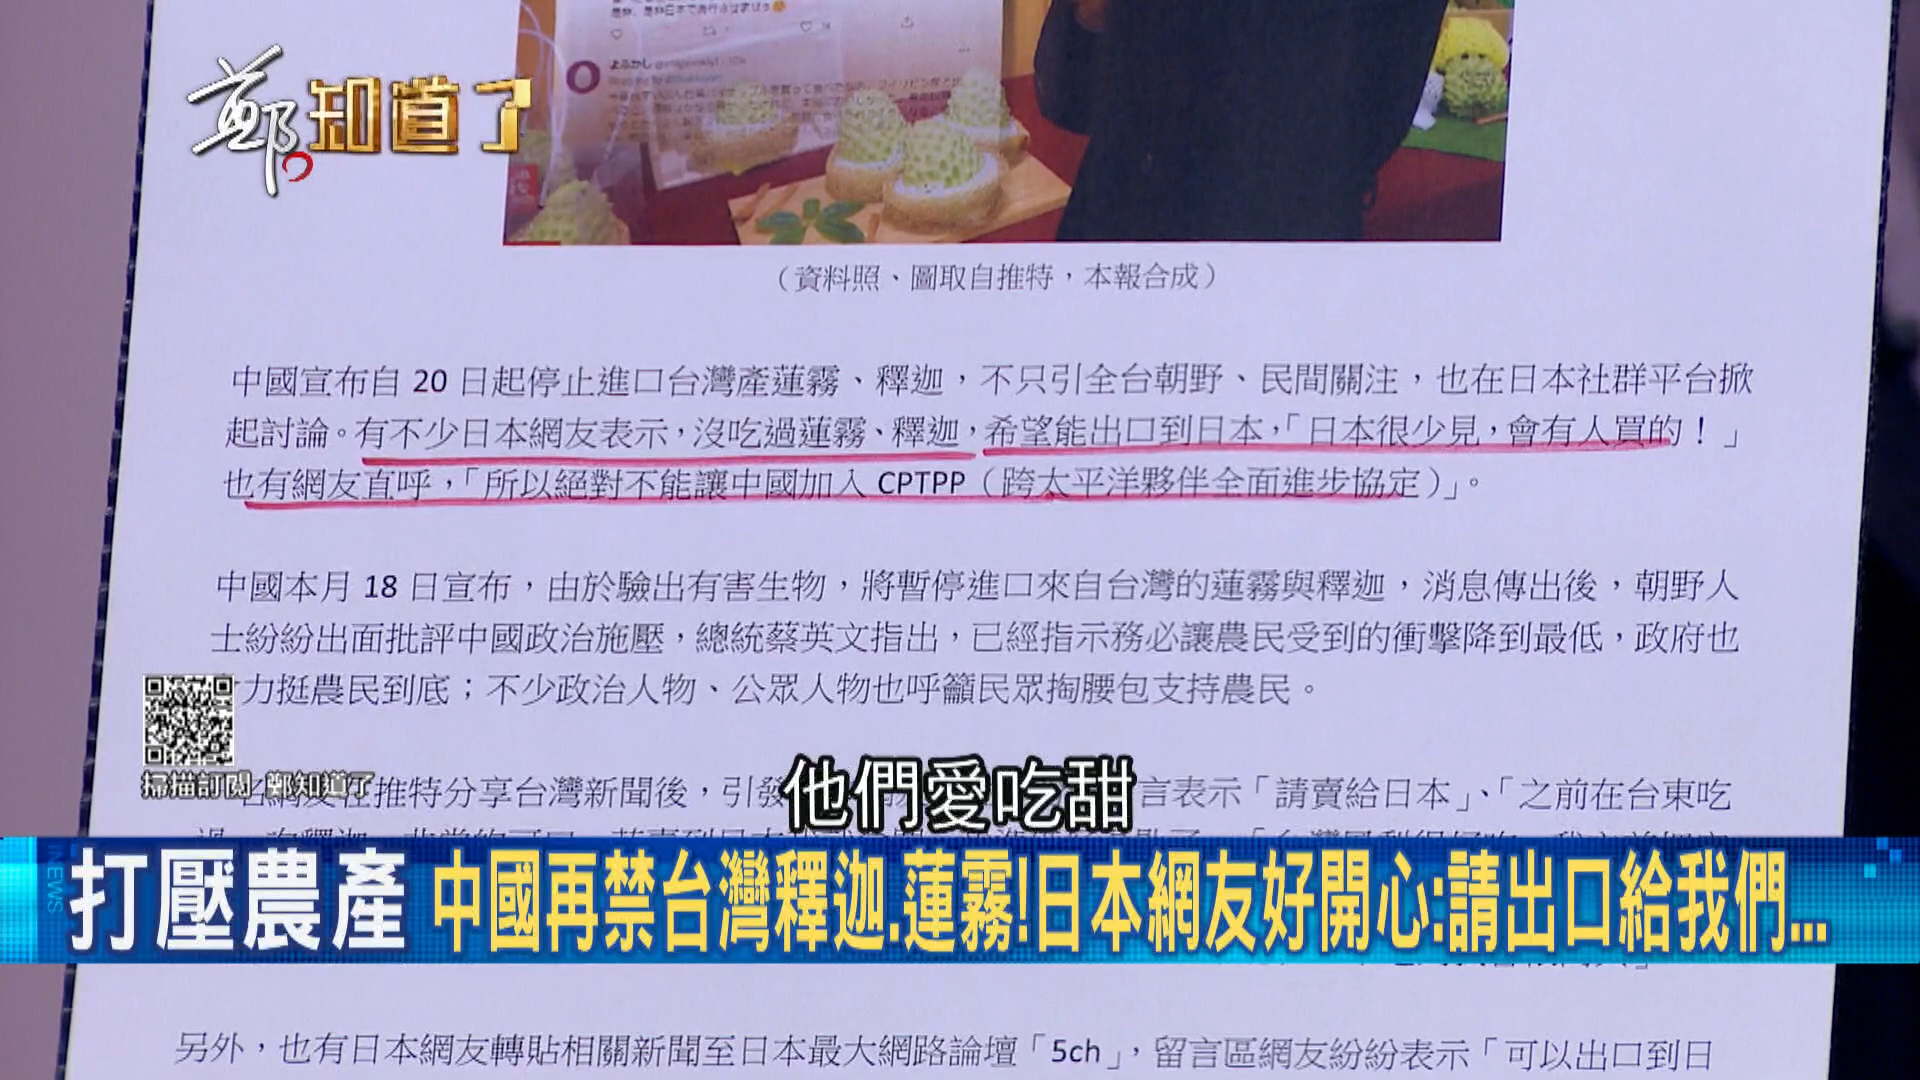 鄭知道了
（資料照、圖取自推特，本報合成）
中國宣布自 20 日起停止進口台灣產蓮霧、釋迦，不只引全台朝野、民間關注，也在日本社群平台掀
起討論。有不少日本網友表示，沒吃過蓮霧、釋迦，希望能出口到日本，「日本很少見，會有人買的！」
也有網友直呼，「所以絕對不能讓中國加入 CPTPP（跨太平洋夥伴全面進步協定）」。
中國本月 18 日宣布，由於驗出有害生物，將暫停進口來自台灣的蓮霧與釋迦，消息傳出後，朝野人
士紛紛出面批評中國政治施壓，總統蔡英文指出，已經指示務必讓農民受到的衝擊降到最低，政府也
力挺農民到底；不少政治人物、公眾人物也呼籲民眾掏腰包支持農民。
掃描訂閱 鄭知道了
在推特分享台灣新聞後，引發
言表示「請賣給日本」、「之前在台東吃
他們愛吃甜
NEWS
打壓農產 中國再禁台灣釋迦.蓮霧!日本網友好開心:請出口給我們...
另外，也有日本網友轉貼相關新聞至日本最大網路論壇「5ch」，留言區網友紛紛表示「可以出口到日